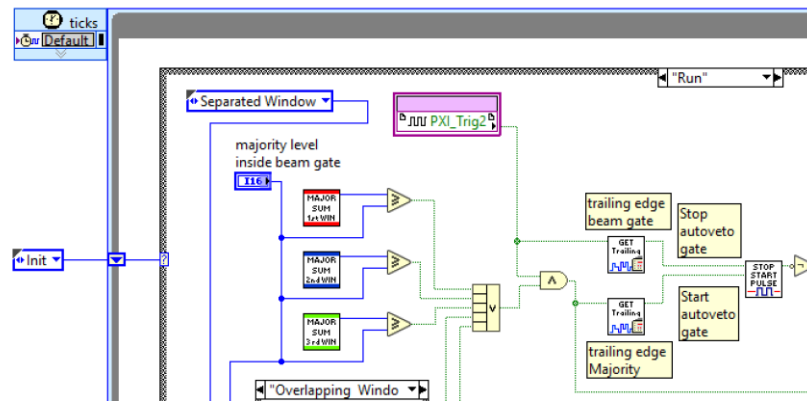 ticks
Default
"Run"
Separated Window
PXI_Trig2
majority level
inside beam gate
I16
MAJOR
SUM
1st WIN
trailing edge
beam gate
Stop
autoveto
gate
GET
Trailing
Init
?
MAJOR
SUM
2nd WIN
STOP
START
PULSE
V
Λ
GET
Trailing
Start
autoveto
gate
MAJOR
SUM
3rd WIN
trailing edge
Majority
"Overlapping Windo